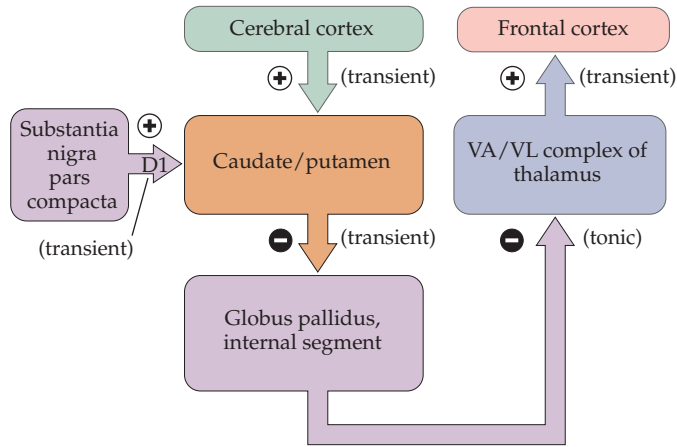 Cerebral cortex
Frontal cortex
+
(transient)
+
(transient)
Substantia
nigra
pars
compacta
+
D1
(transient)
Caudate/putamen
VA/VL complex of
thalamus
−
(transient)
−
(tonic)
Globus pallidus,
internal segment